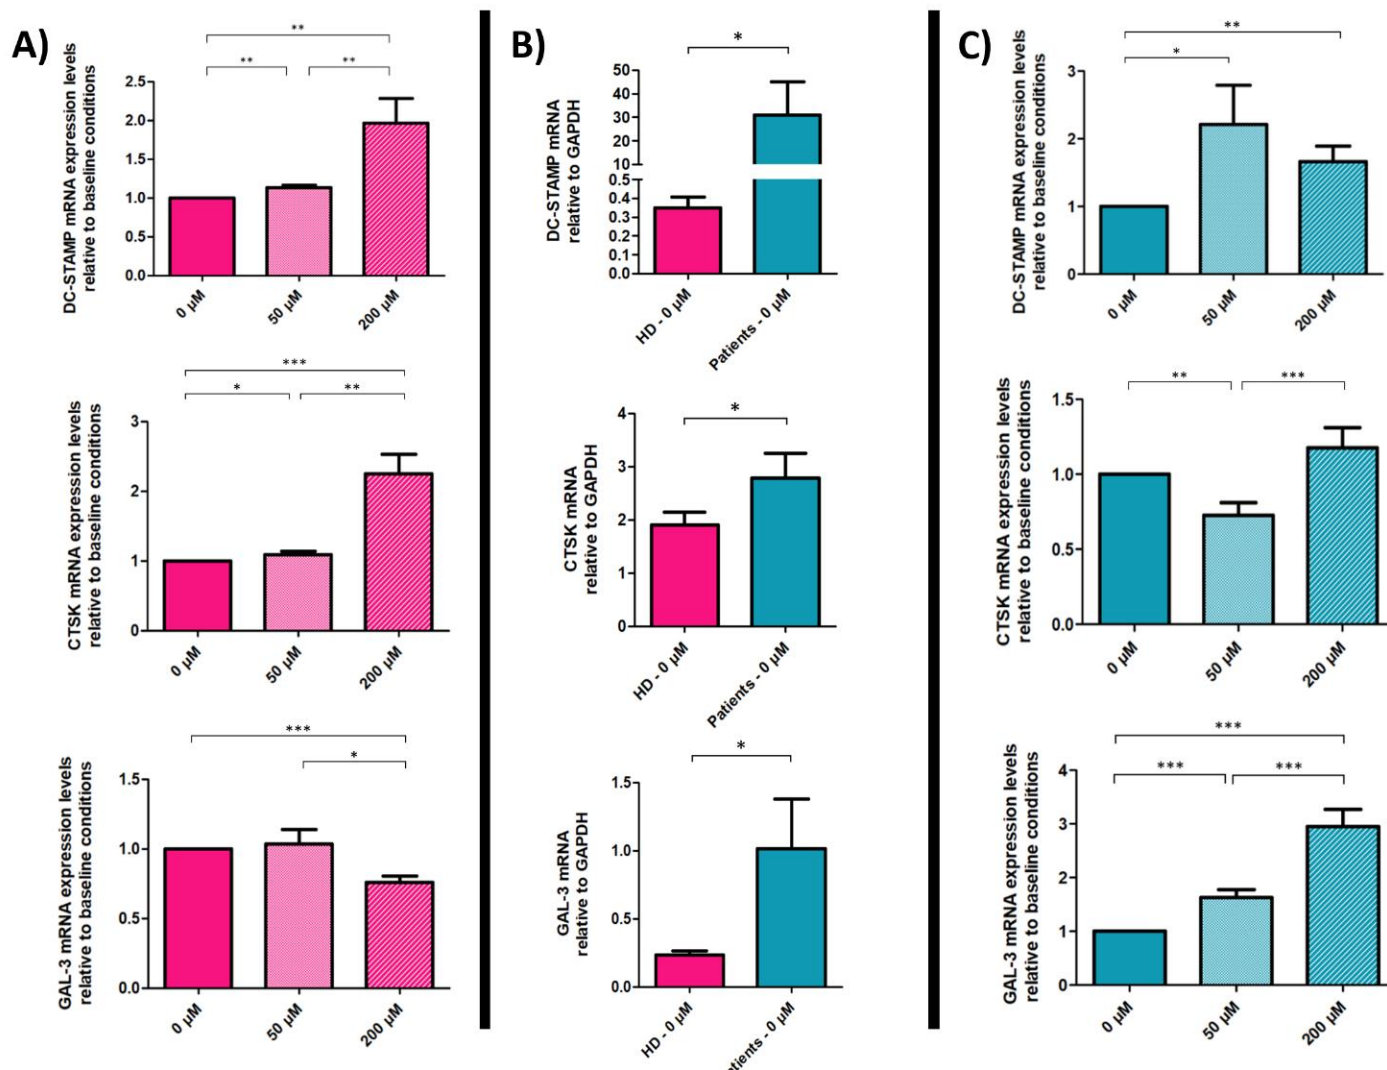 A)
**
** **
DC-STAMP mRNA expression levels
relative to baseline conditions
2.5
2.0
1.5
1.0
0.5
0.0
0 µM
50 µM
200 µM
***
* **
CTSK mRNA expression levels
relative to baseline conditions
3
2
1
0
0 µM
50 µM
200 µM
***
*
GAL-3 mRNA expression levels
relative to baseline conditions
1.5
1.0
0.5
0.0
0 µM
50 µM
200 µM
B)
*
DC-STAMP mRNA
relative to GAPDH
50
40
30
20
10
0.5
0.4
0.3
0.2
0.1
0.0
HD - 0 µM
Patients - 0 µM
*
CTSK mRNA
relative to GAPDH
4
3
2
1
0
HD - 0 µM
Patients - 0 µM
*
GAL-3 mRNA
relative to GAPDH
1.5
1.0
0.5
0.0
HD - 0 µM
atients - 0 µM
C)
**
*
DC-STAMP mRNA expression levels
relative to baseline conditions
3
2
1
0
0 µM
50 µM
200 µM
** ***
CTSK mRNA expression levels
relative to baseline conditions
1.5
1.0
0.5
0.0
0 µM
50 µM
200 µM
***
*** ***
GAL-3 mRNA expression levels
relative to baseline conditions
4
3
2
1
0
0 µM
50 µM
200 µM